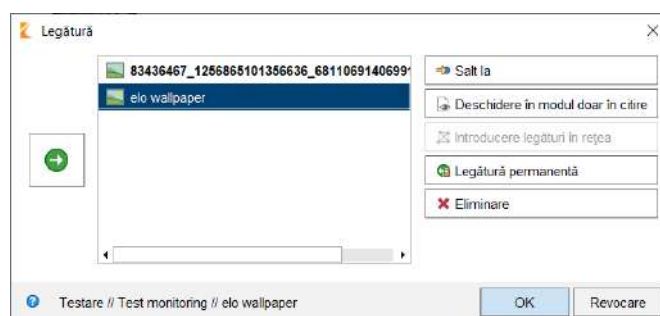 Legătură
83436467_1256865101356636_6811069140699
elo wallpaper
Salt la
Deschidere în modul doar în citire
Introducere legături în rețea
Legătură permanentă
Eliminare
Testare // Test monitoring // elo wallpaper
OK
Revocare